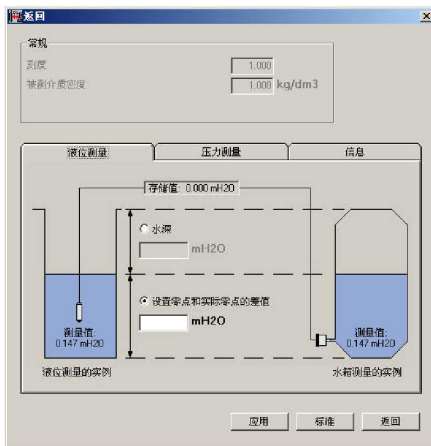 返回
常规
刻度 1.000
被测介质密度 1.000 kg/dm3
液位测量 压力测量 信息
存储值: 0.000 mH2O
水深
mH2O
设置零点和实际零点的差值
mH2O
测量值: 0.147 mH2O
测量值: 0.147 mH2O
液位测量的实例 水箱测量的实例
应用 标准 返回